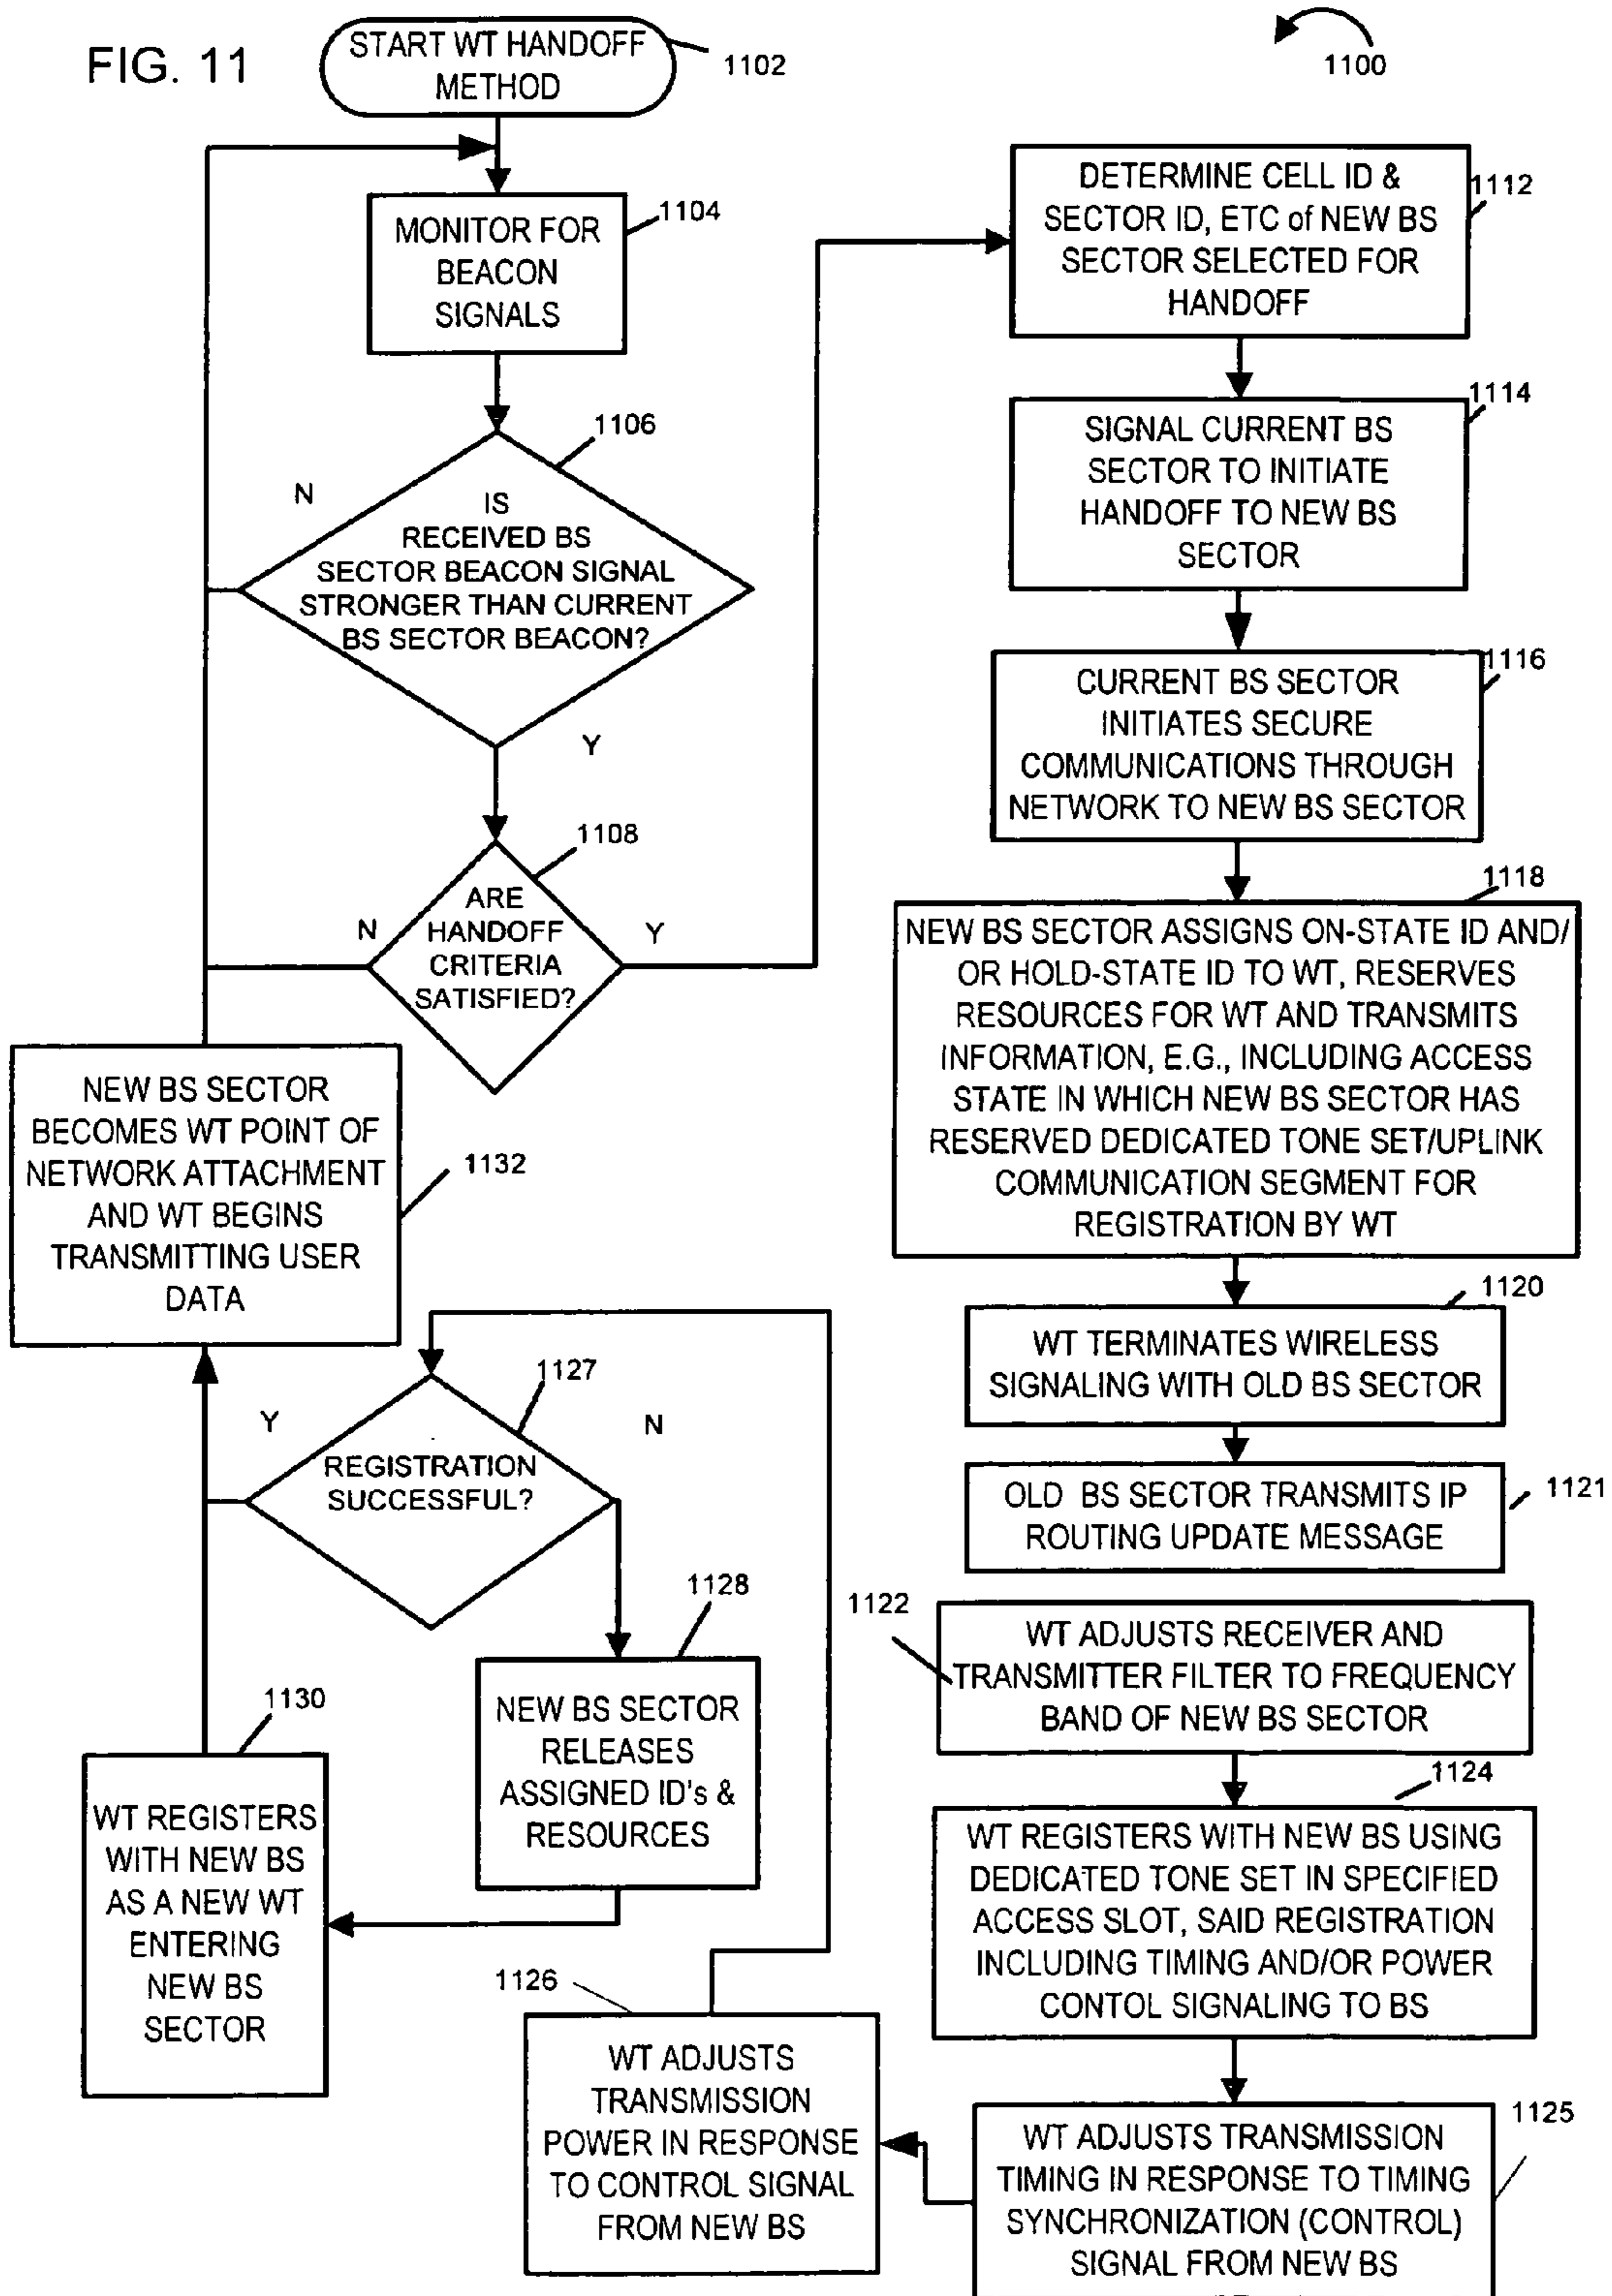 FIG. 11
START WT HANDOFF
METHOD
1102
1100
MONITOR FOR
BEACON
SIGNALS
1104
1106
N
IS
RECEIVED BS
SECTOR BEACON SIGNAL
STRONGER THAN CURRENT
BS SECTOR BEACON?
Y
1108
N
ARE
HANDOFF
CRITERIA
SATISFIED?
Y
DETERMINE CELL ID &
SECTOR ID, ETC of NEW BS
SECTOR SELECTED FOR
HANDOFF
1112
1114
SIGNAL CURRENT BS
SECTOR TO INITIATE
HANDOFF TO NEW BS
SECTOR
1116
CURRENT BS SECTOR
INITIATES SECURE
COMMUNICATIONS THROUGH
NETWORK TO NEW BS SECTOR
1118
NEW BS SECTOR ASSIGNS ON-STATE ID AND/
OR HOLD-STATE ID TO WT, RESERVES
RESOURCES FOR WT AND TRANSMITS
INFORMATION, E.G., INCLUDING ACCESS
STATE IN WHICH NEW BS SECTOR HAS
RESERVED DEDICATED TONE SET/UPLINK
COMMUNICATION SEGMENT FOR
REGISTRATION BY WT
1120
WT TERMINATES WIRELESS
SIGNALING WITH OLD BS SECTOR
OLD BS SECTOR TRANSMITS IP
ROUTING UPDATE MESSAGE
1121
1122
WT ADJUSTS RECEIVER AND
TRANSMITTER FILTER TO FREQUENCY
BAND OF NEW BS SECTOR
1124
WT REGISTERS WITH NEW BS USING
DEDICATED TONE SET IN SPECIFIED
ACCESS SLOT, SAID REGISTRATION
INCLUDING TIMING AND/OR POWER
CONTOL SIGNALING TO BS
1125
WT ADJUSTS TRANSMISSION
TIMING IN RESPONSE TO TIMING
SYNCHRONIZATION (CONTROL)
SIGNAL FROM NEW BS
1126
WT ADJUSTS
TRANSMISSION
POWER IN RESPONSE
TO CONTROL SIGNAL
FROM NEW BS
1127
Y
REGISTRATION
SUCCESSFUL?
N
1128
NEW BS SECTOR
RELEASES
ASSIGNED ID's &
RESOURCES
1130
WT REGISTERS
WITH NEW BS
AS A NEW WT
ENTERING
NEW BS
SECTOR
NEW BS SECTOR
BECOMES WT POINT OF
NETWORK ATTACHMENT
AND WT BEGINS
TRANSMITTING USER
DATA
1132